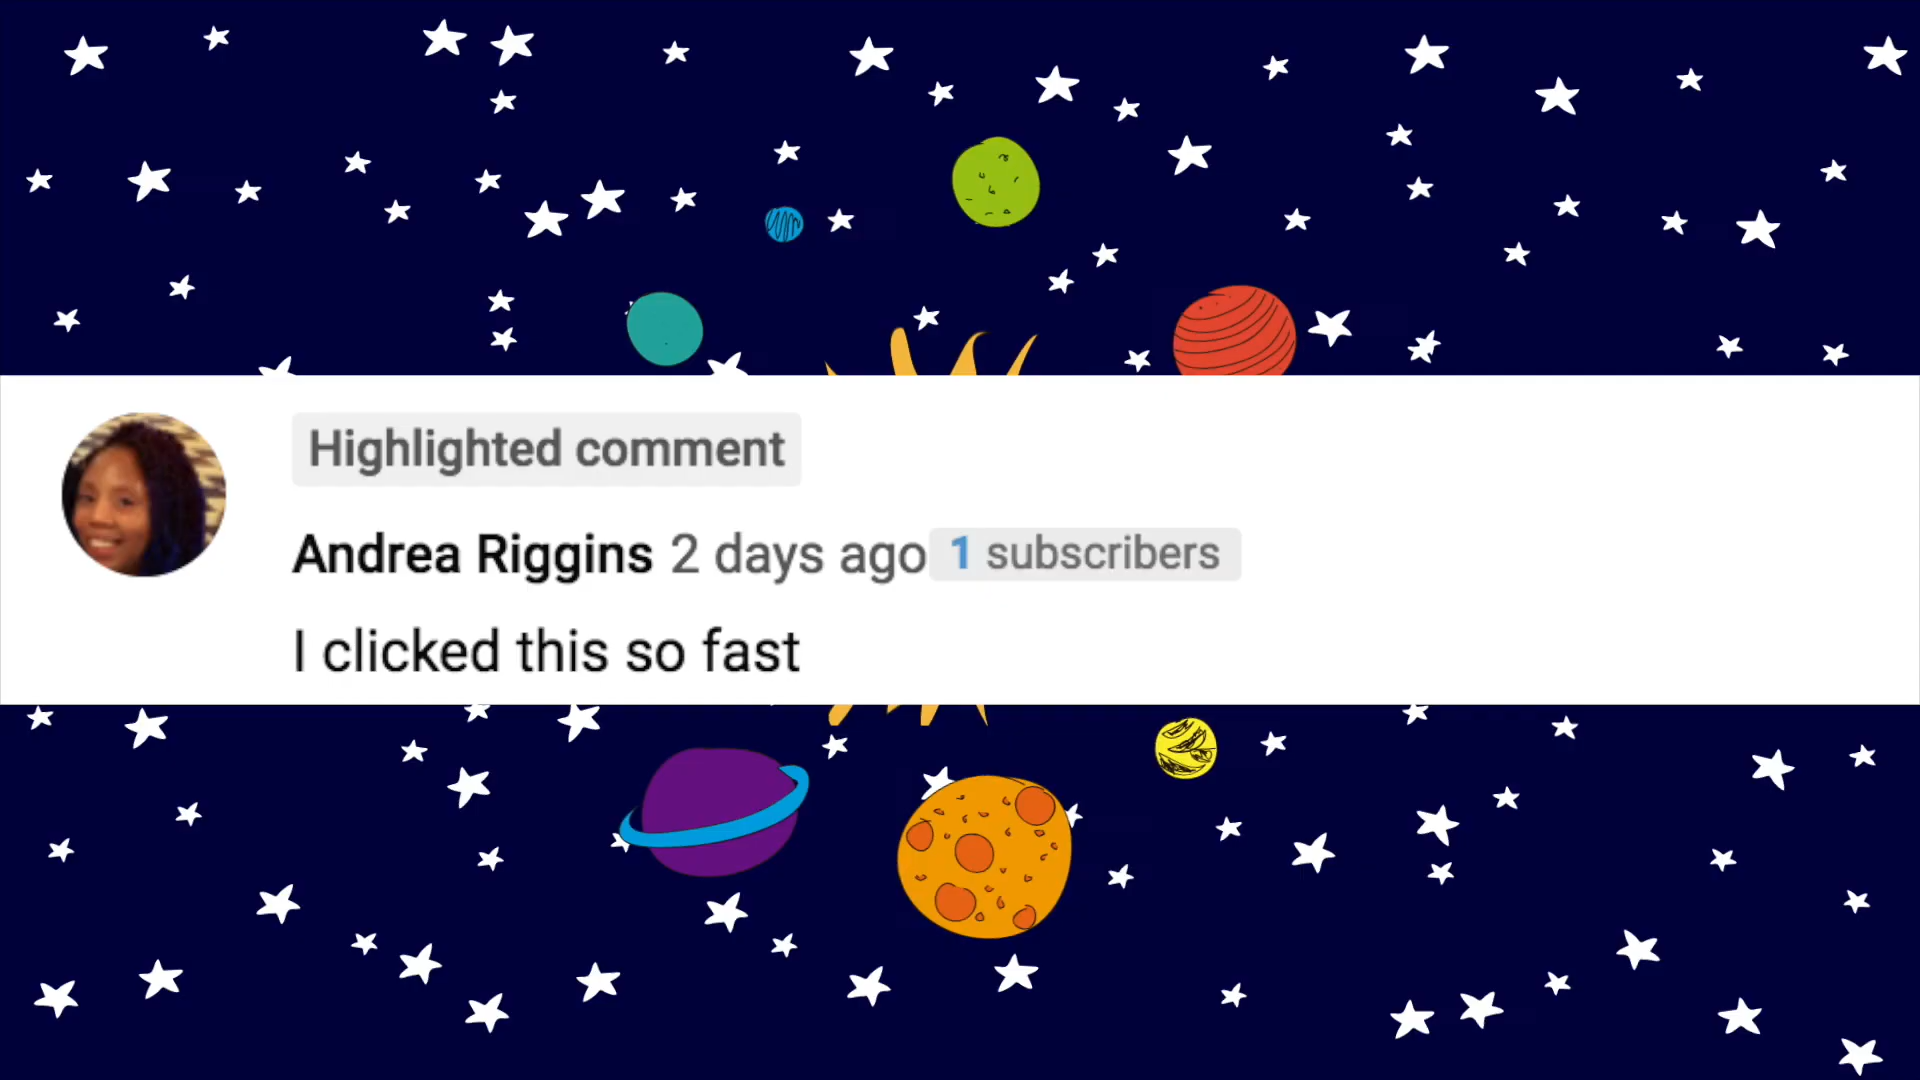 Highlighted comment
Andrea Riggins 2 days ago 1 subscribers
I clicked this so fast